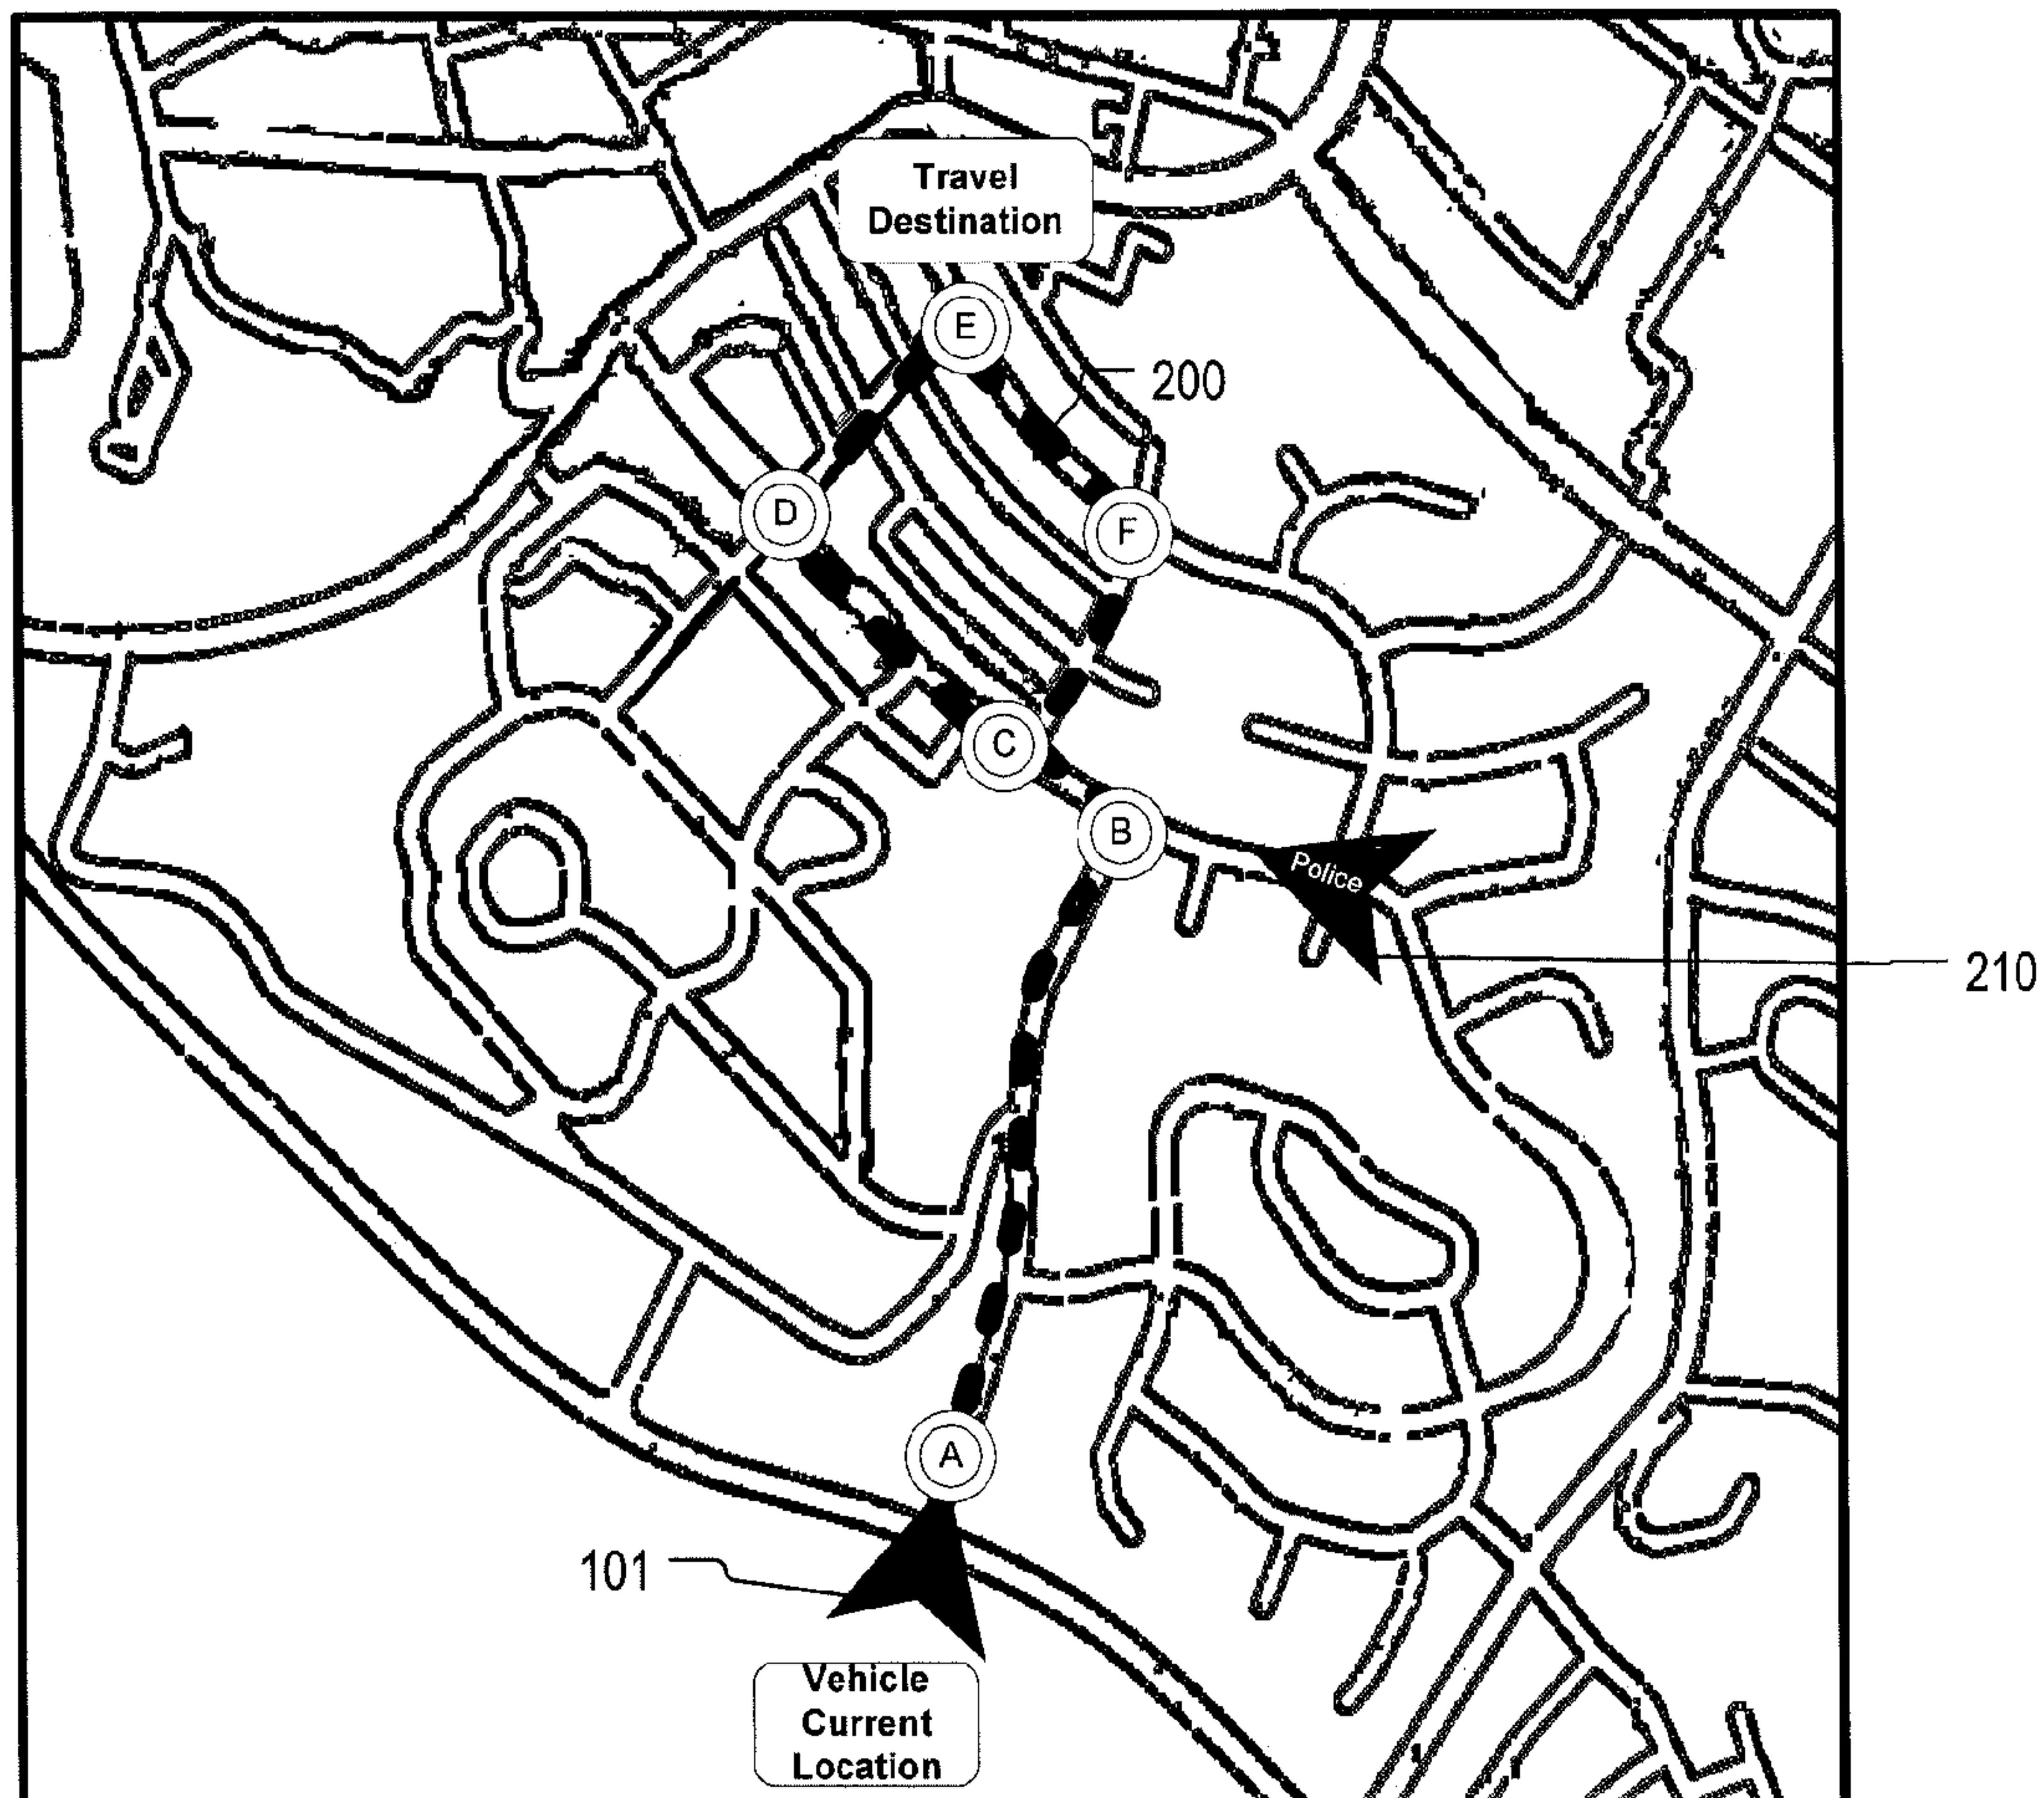 Travel
Destination
E
200
D
F
C
B
Police
210
A
101
Vehicle
Current
Location